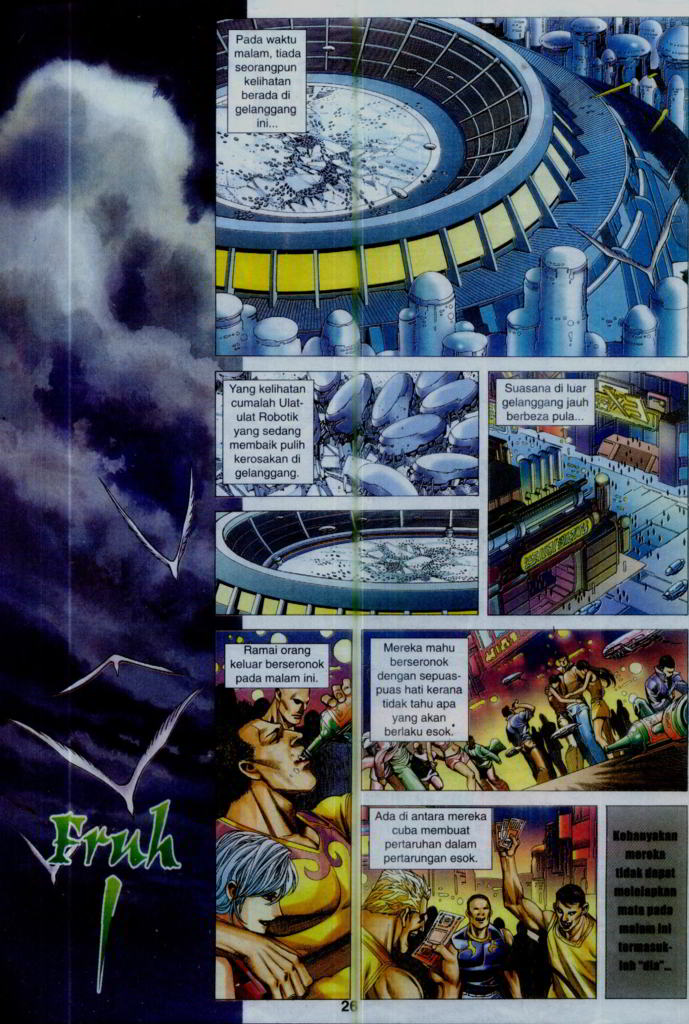 Pada waktu
malam, tiada
seorangpun
kelihatan
berada di
gelanggang
ini...
Yang kelihatan
cumalah Ulat-
ulat Robotik
yang sedang
membaik pulih
kerosakan di
gelanggang.
Suasana di luar
gelanggang jauh
berbeza pula...
Ramai orang
keluar berseronok
pada malam ini.
Mereka mahu
berseronok
dengan sepuas-
puas hati kerana
tidak tahu apa
yang akan
berlaku esok.
Ada di antara mereka
cuba membuat
pertaruhan dalam
pertarungan esok.
Kebanyakan
mereka
tidak dapat
melelapkan
mata pada
malam ini
termasuk-
lah "dia"...
Fruh
!
26